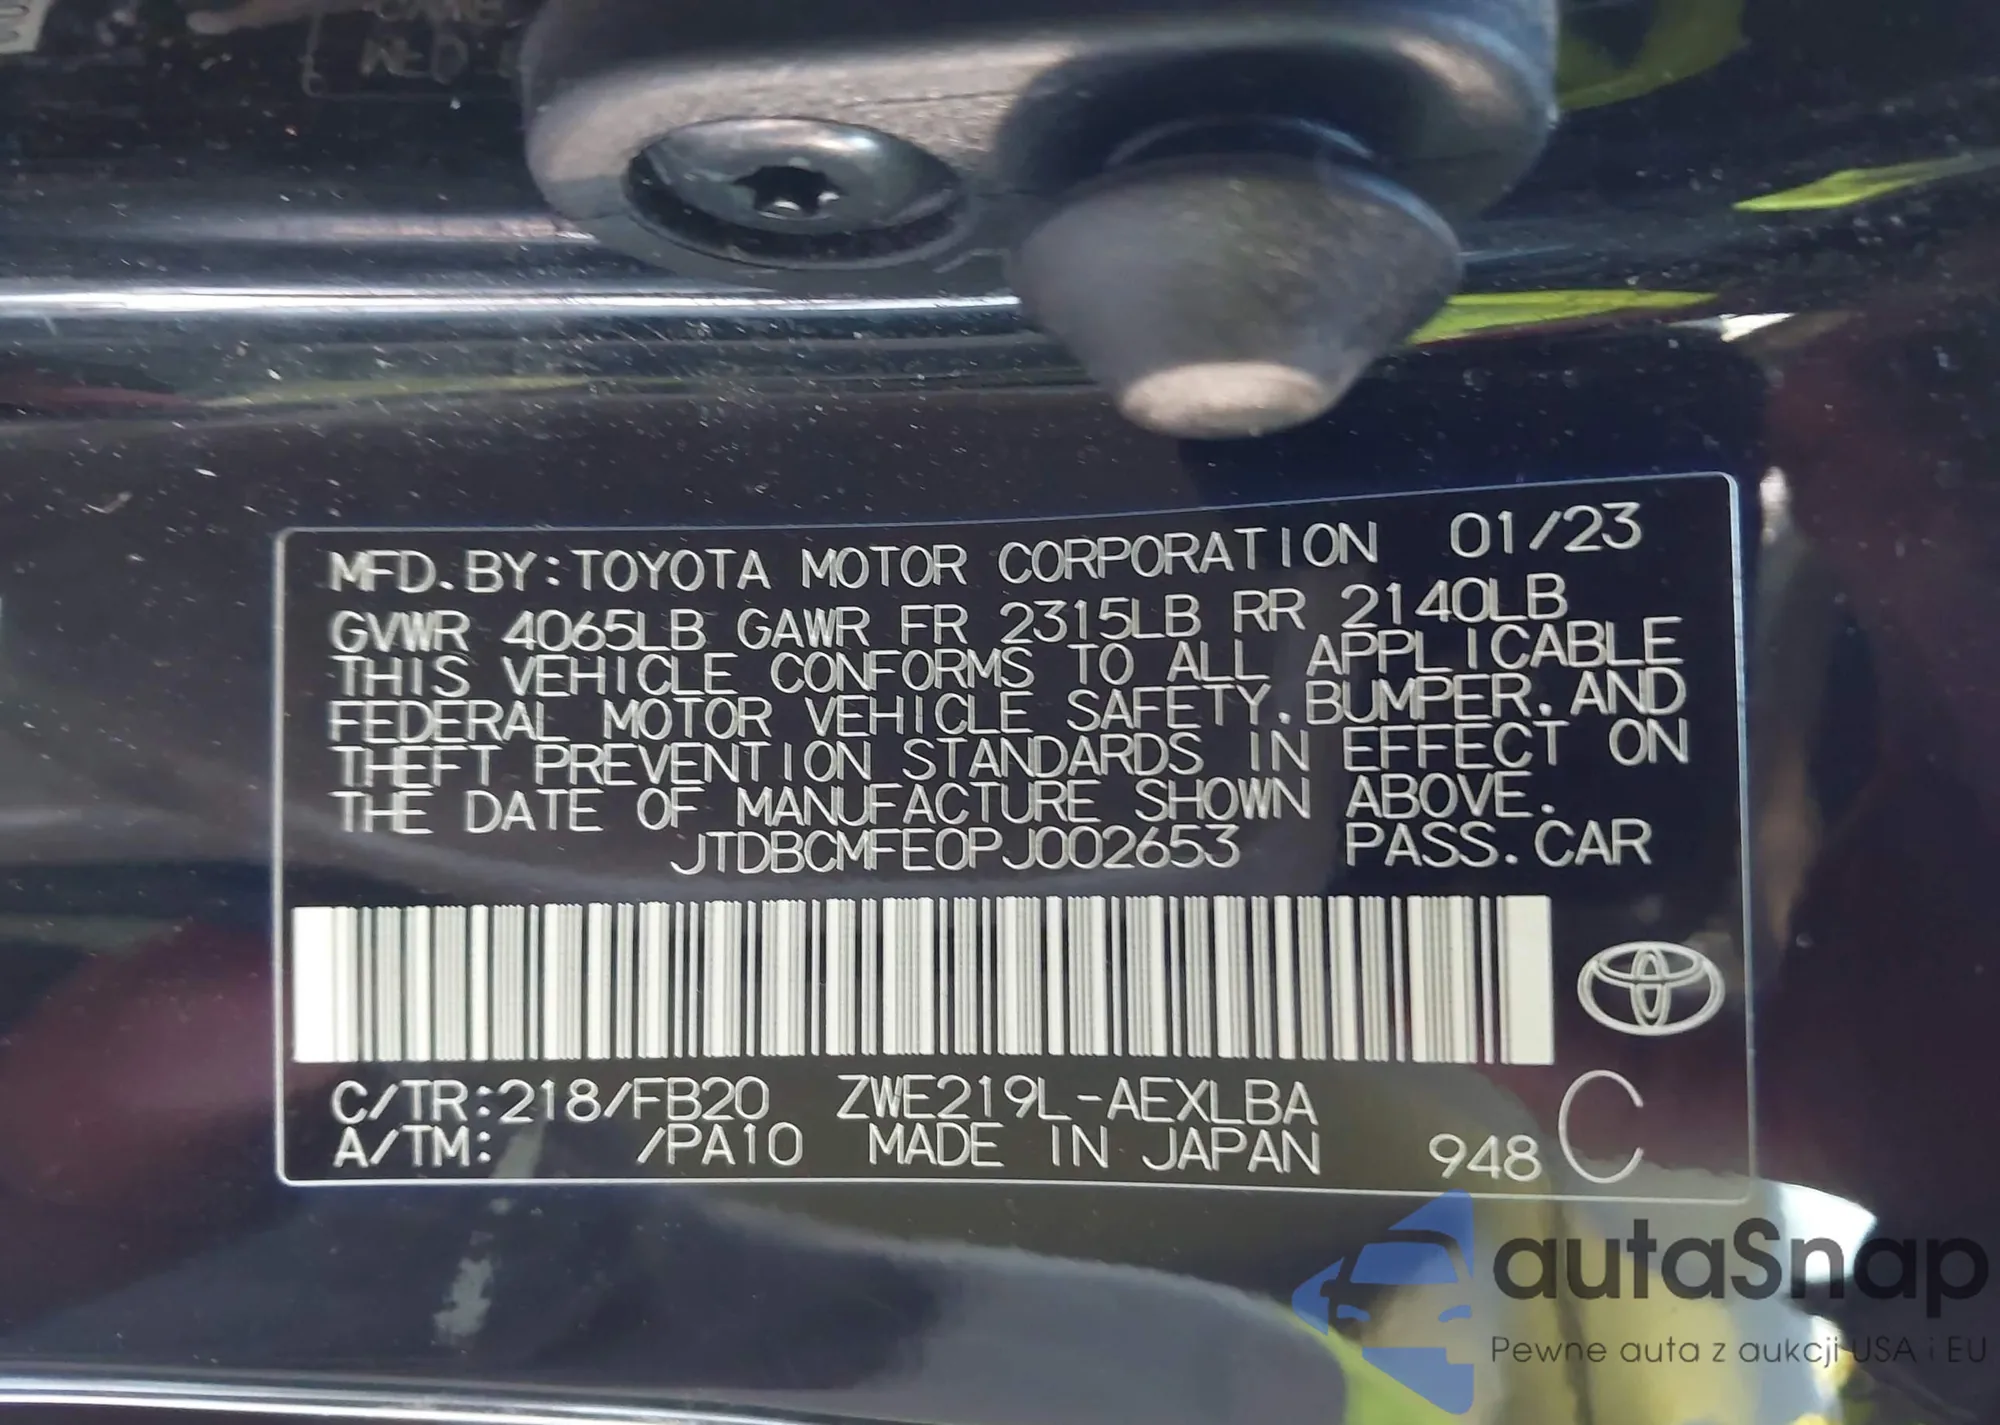 MFD.BY:TOYOTA MOTOR CORPORATION 01/23
GVWR 4065LB GAWR FR 2315LB RR 2140LB
THIS VEHICLE CONFORMS TO ALL APPLICABLE
FEDERAL MOTOR VEHICLE SAFETY,BUMPER,AND
THEFT PREVENTION STANDARDS IN EFFECT ON
THE DATE OF MANUFACTURE SHOWN ABOVE.
JTDBCMFE0PJ002653 PASS.CAR
C/TR:218/FB20 ZWE219L-AEXLBA
A/TM: /PA10 MADE IN JAPAN 948 C
autaSnap
Pewne auta z aukcji USA i EU